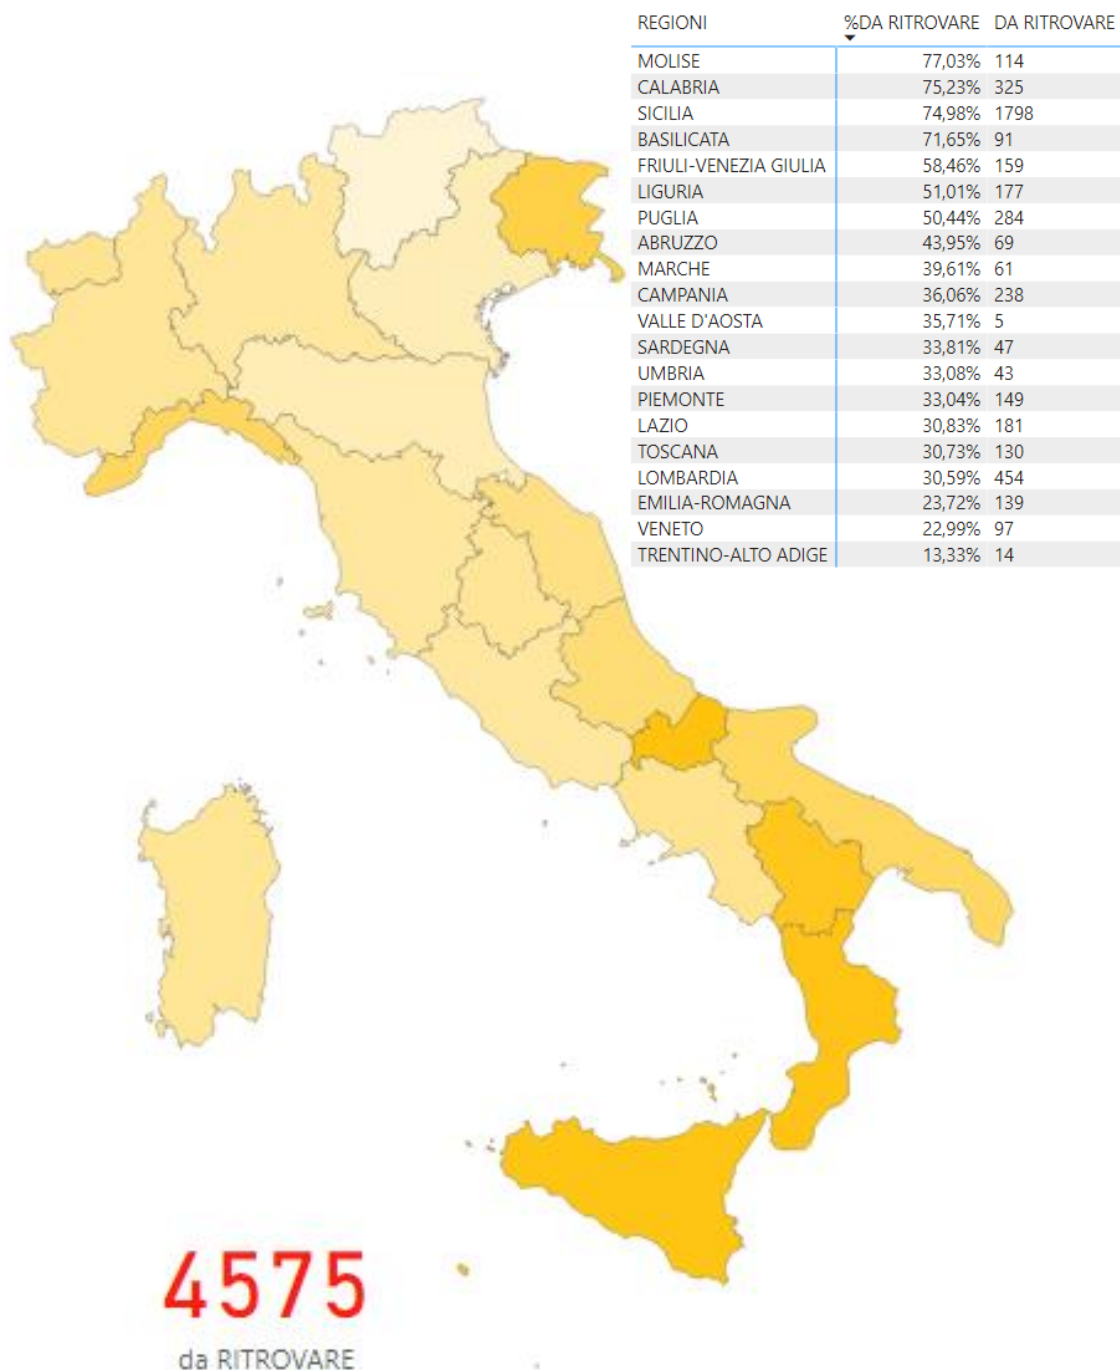 REGIONI %DA RITROVARE DA RITROVARE
MOLISE 77,03% 114
CALABRIA 75,23% 325
SICILIA 74,98% 1798
BASILICATA 71,65% 91
FRIULI-VENEZIA GIULIA 58,46% 159
LIGURIA 51,01% 177
PUGLIA 50,44% 284
ABRUZZO 43,95% 69
MARCHE 39,61% 61
CAMPANIA 36,06% 238
VALLE D'AOSTA 35,71% 5
SARDEGNA 33,81% 47
UMBRIA 33,08% 43
PIEMONTE 33,04% 149
LAZIO 30,83% 181
TOSCANA 30,73% 130
LOMBARDIA 30,59% 454
EMILIA-ROMAGNA 23,72% 139
VENETO 22,99% 97
TRENTINO-ALTO ADIGE 13,33% 14
4575
da RITROVARE